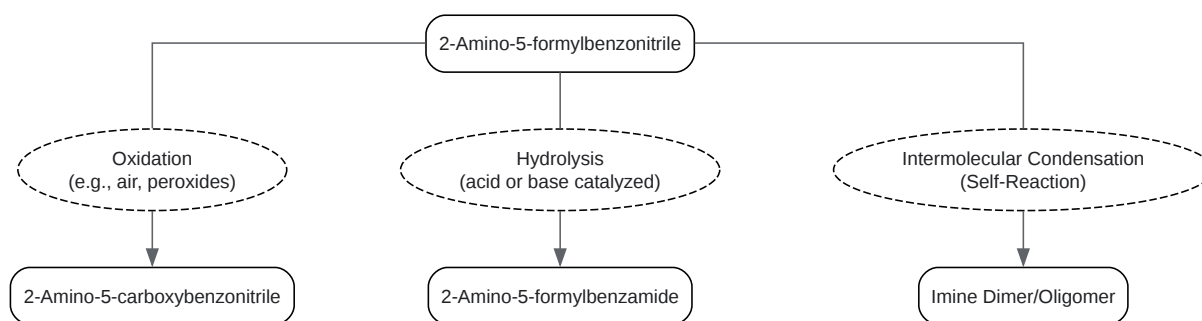 2-Amino-5-formylbenzonitrile
Oxidation
(e.g., air, peroxides)
Hydrolysis
(acid or base catalyzed)
Intermolecular Condensation
(Self-Reaction)
2-Amino-5-carboxybenzonitrile
2-Amino-5-formylbenzamide
Imine Dimer/Oligomer